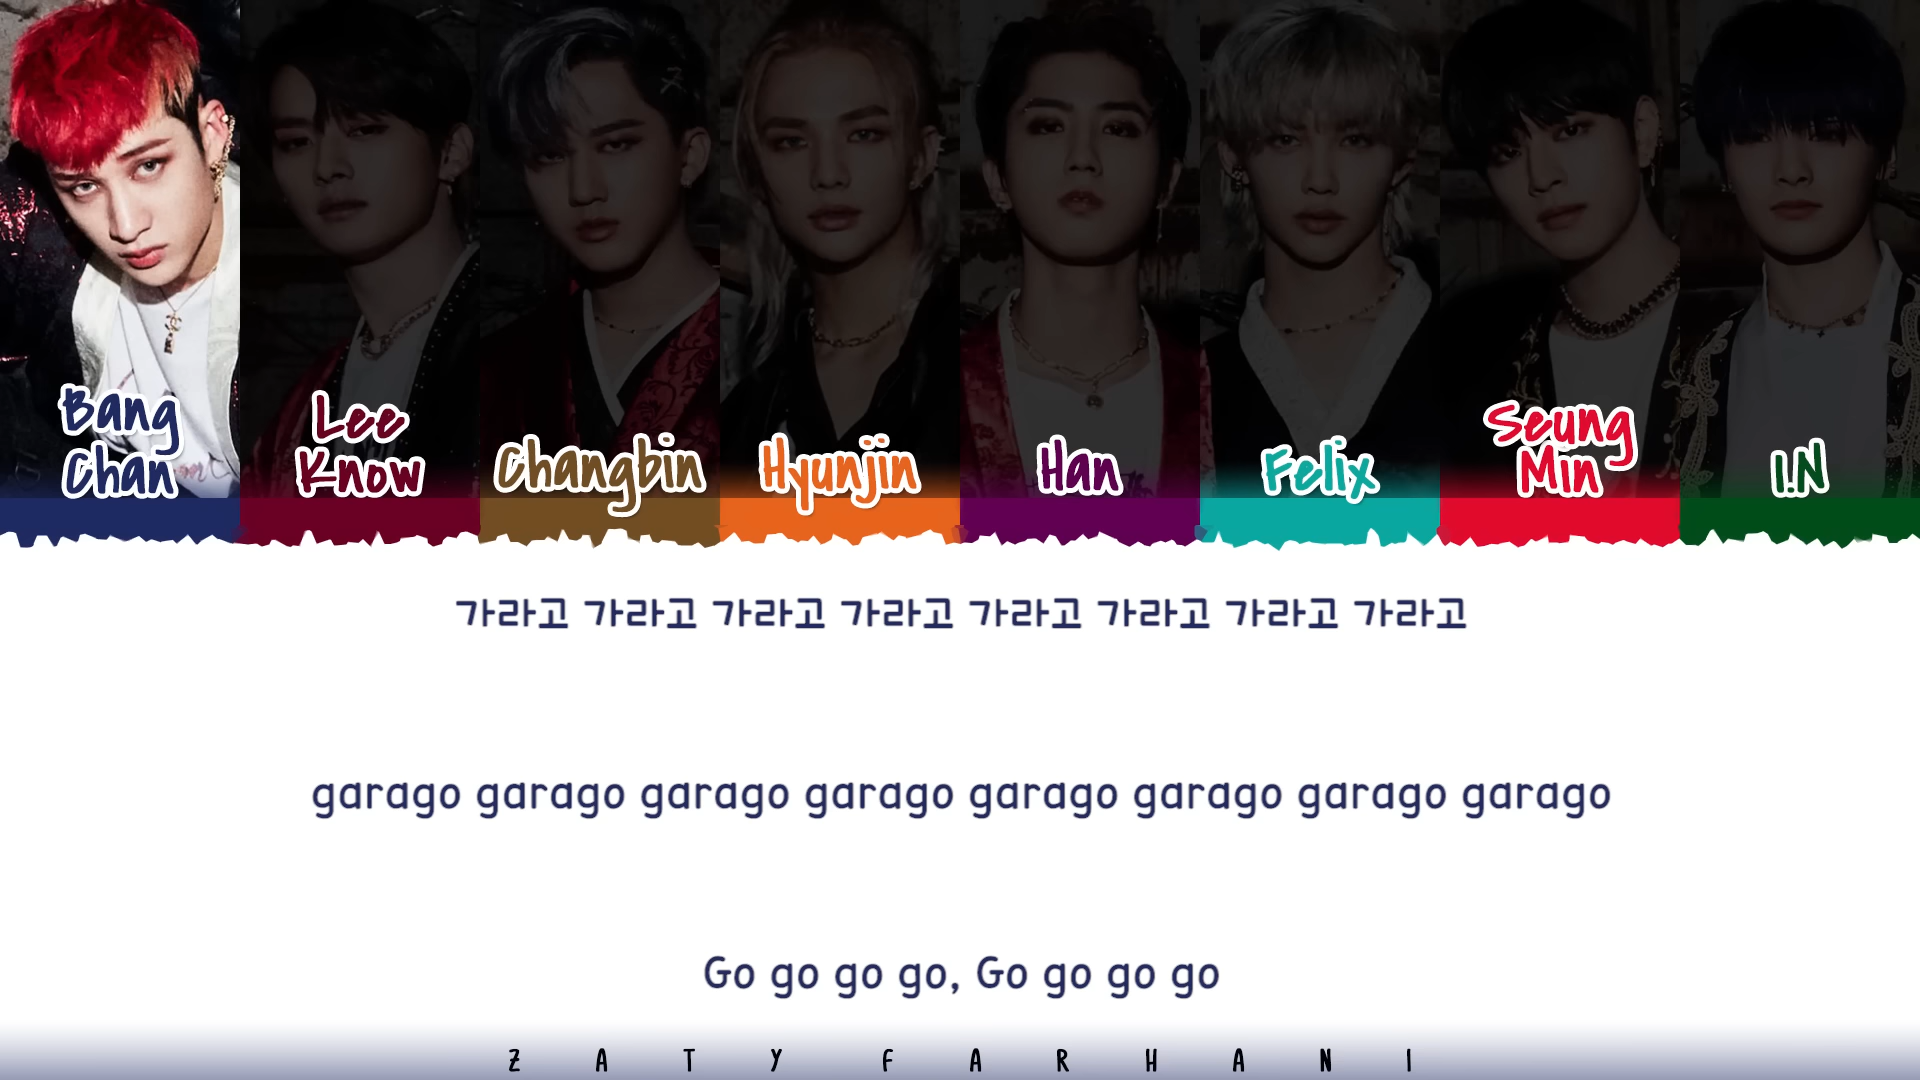 Bang
Chan
Lee
Know
Changbin
Hyunjin
Han
Felix
Seung
Min
I.N
가라고 가라고 가라고 가라고 가라고 가라고 가라고 가라고
garago garago garago garago garago garago garago garago
Go go go go, Go go go go
ZATY FARHANI